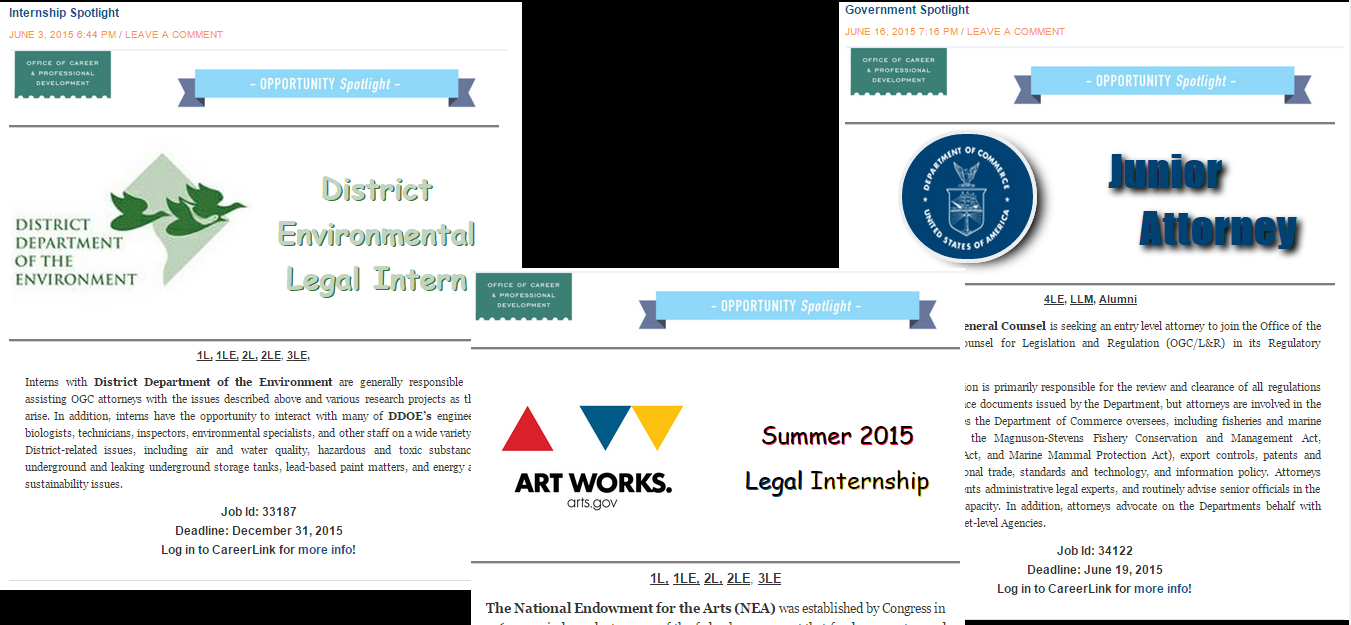 Internship Spotlight
JUNE 3, 2015 6:44 PM / LEAVE A COMMENT
OFFICE OF CAREER
& PROFESSIONAL
DEVELOPMENT
– OPPORTUNITY Spotlight –
DISTRICT
DEPARTMENT
OF THE
ENVIRONMENT
District
Environmental
Legal Intern
1L, 1LE, 2L, 2LE, 3LE,
Interns with District Department of the Environment are generally responsible
assisting OGC attorneys with the issues described above and various research projects as
arise. In addition, interns have the opportunity to interact with many of DDOE's
biologists, technicians, inspectors, environmental specialists, and other staff on a wide variety
District-related issues, including air and water quality, hazardous and toxic
underground and leaking underground storage tanks, lead-based paint matters, and energy
sustainability issues.
Job Id: 33187
Deadline: December 31, 2015
Log in to CareerLink for more info!
OFFICE OF CAREER
& PROFESSIONAL
DEVELOPMENT
– OPPORTUNITY Spotlight –
ART WORKS.
arts.gov
Summer 2015
Legal Internship
1L, 1LE, 2L, 2LE, 3LE
The National Endowment for the Arts (NEA) was established by Congress in
Government Spotlight
JUNE 16, 2015 7:16 PM / LEAVE A COMMENT
OFFICE OF CAREER
& PROFESSIONAL
DEVELOPMENT
– OPPORTUNITY Spotlight –
DEPARTMENT OF COMMERCE
UNITED STATES OF AMERICA
Junior
Attorney
4LE, LLM, Alumni
eneral Counsel is seeking an entry level attorney to join the Office of the
ounsel for Legislation and Regulation (OGC/L&R) in its Regulatory
ion is primarily responsible for the review and clearance of all regulations
ce documents issued by the Department, but attorneys are involved in the
es the Department of Commerce oversees, including fisheries and marine
the Magnuson-Stevens Fishery Conservation and Management Act,
Act, and Marine Mammal Protection Act), export controls, patents and
onal trade, standards and technology, and information policy. Attorneys
ents administrative legal experts, and routinely advise senior officials in the
apacity. In addition, attorneys advocate on the Departments behalf with
et-level Agencies.
Job Id: 34122
Deadline: June 19, 2015
Log in to CareerLink for more info!